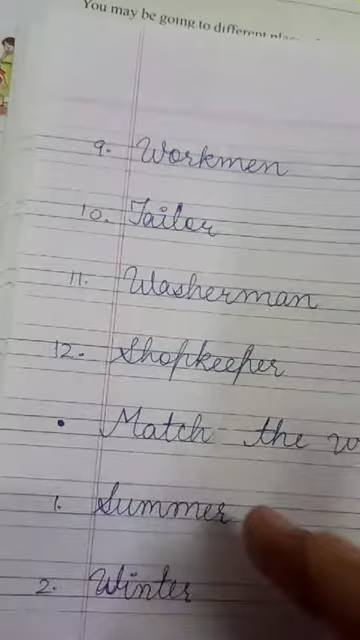 You may be going to different
9. Workmen
10. Tailor
11. Washerman
12. Shopkeeper
• Match the
1. Summer
2. Winter